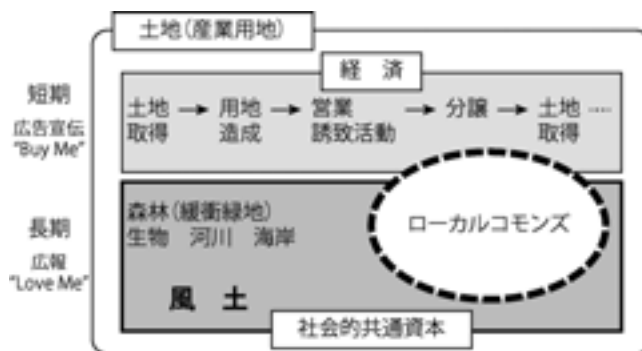 土地（産業用地）
経　済
短期
広告宣伝
"Buy Me"
土地 → 用地 → 営業 → 分譲 → 土地 ‥‥
取得　造成　誘致活動　取得
長期
広報
"Love Me"
森林（緩衝緑地）
生物　河川　海岸
ローカルコモンズ
風　土
社会的共通資本